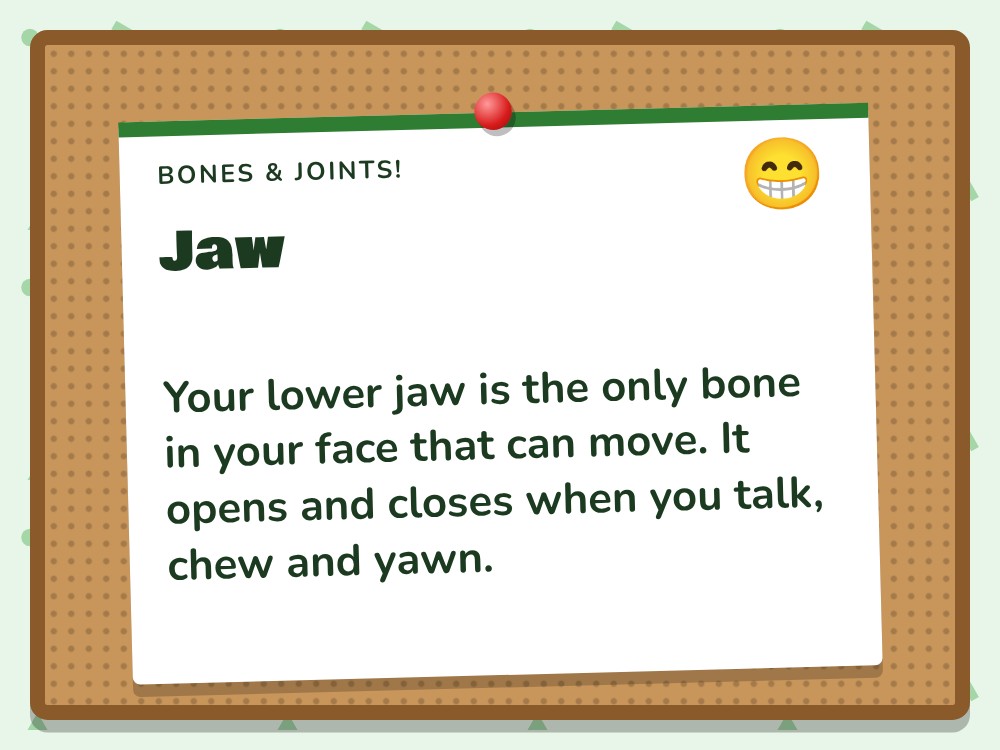 BONES & JOINTS!
Jaw
Your lower jaw is the only bone
in your face that can move. It
opens and closes when you talk,
chew and yawn.